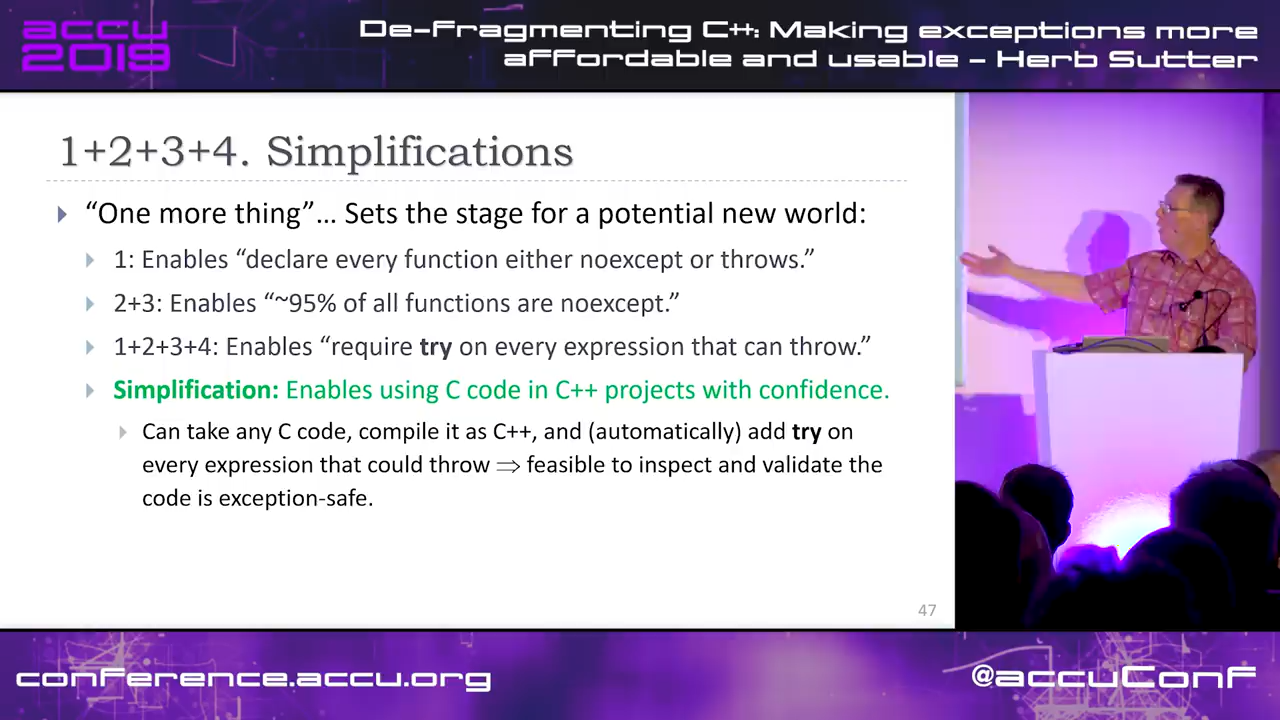 accu
2019
De-Fragmenting C++: Making exceptions more
affordable and usable – Herb Sutter
1+2+3+4. Simplifications
“One more thing”… Sets the stage for a potential new world:
1: Enables “declare every function either noexcept or throws.”
2+3: Enables “~95% of all functions are noexcept.”
1+2+3+4: Enables “require try on every expression that can throw.”
Simplification: Enables using C code in C++ projects with confidence.
Can take any C code, compile it as C++, and (automatically) add try on
every expression that could throw ⇒ feasible to inspect and validate the
code is exception-safe.
47
conference.accu.org
@accuConf